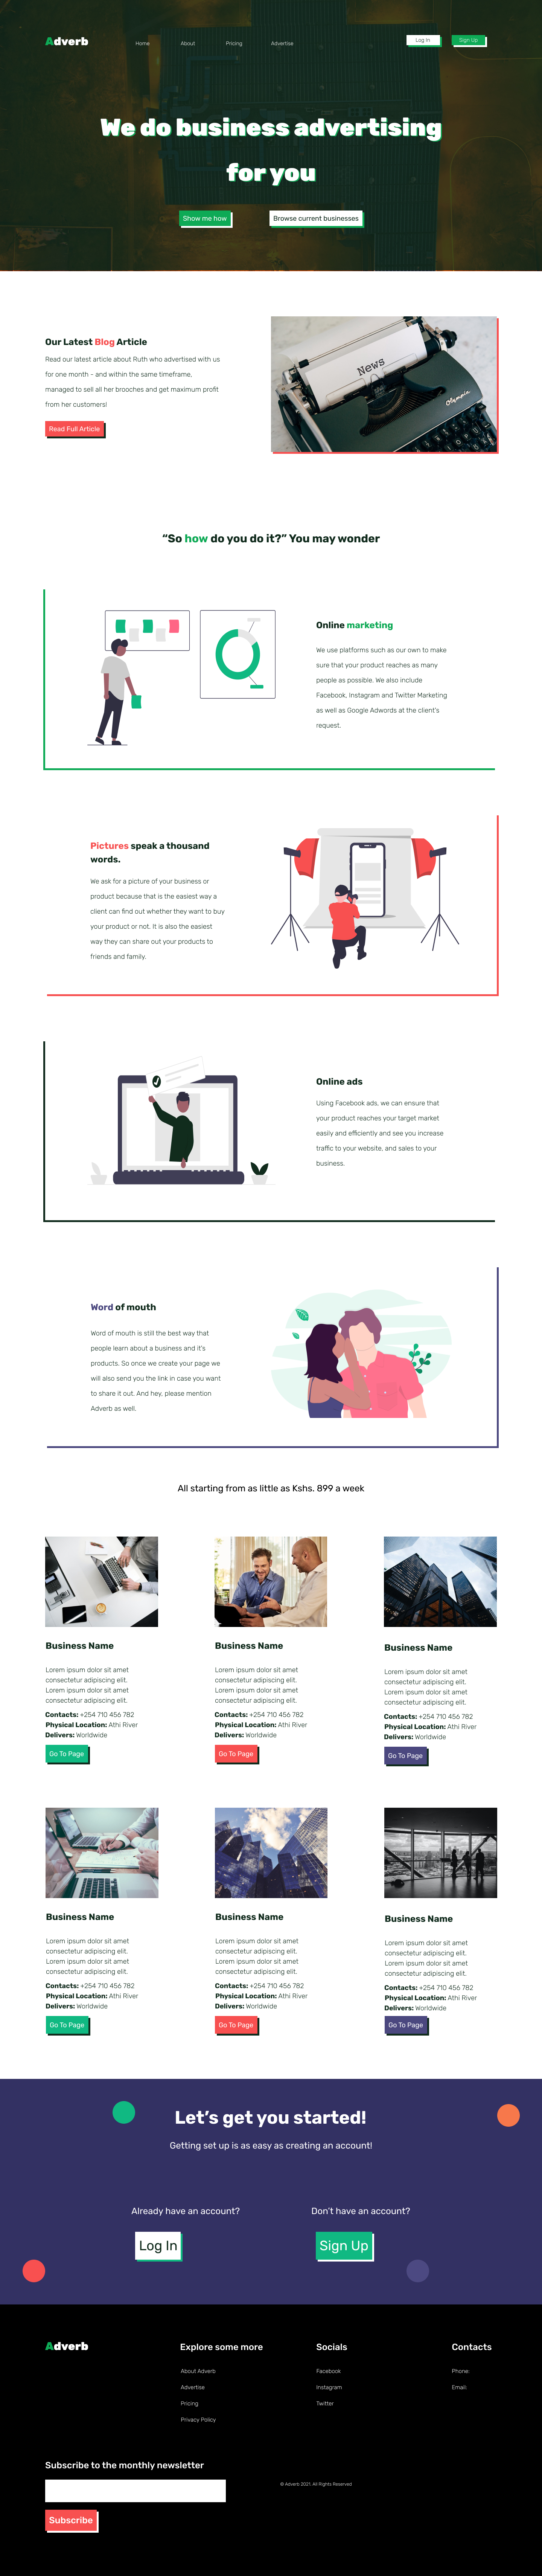 Adverb
Home
About
Pricing
Advertise
Log In
Sign Up
We do business advertising
for you
Show me how
Browse current businesses
Our Latest Blog Article
Read our latest article about Ruth who advertised with us
for one month - and within the same timeframe,
managed to sell all her brooches and get maximum profit
from her customers!
Read Full Article
News
Olympia
“So how do you do it?” You may wonder
Online marketing
We use platforms such as our own to make
sure that your product reaches as many
people as possible. We also include
Facebook, Instagram and Twitter Marketing
as well as Google Adwords at the client's
request.
Pictures speak a thousand
words.
We ask for a picture of your business or
product because that is the easiest way a
client can find out whether they want to buy
your product or not. It is also the easiest
way they can share out your products to
friends and family.
Online ads
Using Facebook ads, we can ensure that
your product reaches your target market
easily and efficiently and see you increase
traffic to your website, and sales to your
business.
Word of mouth
Word of mouth is still the best way that
people learn about a business and it's
products. So once we create your page we
will also send you the link in case you want
to share it out. And hey, please mention
Adverb as well.
All starting from as little as Kshs. 899 a week
Business Name
Lorem ipsum dolor sit amet
consectetur adipiscing elit.
Lorem ipsum dolor sit amet
consectetur adipiscing elit.
Contacts: +254 710 456 782
Physical Location: Athi River
Delivers: Worldwide
Go To Page
Business Name
Lorem ipsum dolor sit amet
consectetur adipiscing elit.
Lorem ipsum dolor sit amet
consectetur adipiscing elit.
Contacts: +254 710 456 782
Physical Location: Athi River
Delivers: Worldwide
Go To Page
Business Name
Lorem ipsum dolor sit amet
consectetur adipiscing elit.
Lorem ipsum dolor sit amet
consectetur adipiscing elit.
Contacts: +254 710 456 782
Physical Location: Athi River
Delivers: Worldwide
Go To Page
Business Name
Lorem ipsum dolor sit amet
consectetur adipiscing elit.
Lorem ipsum dolor sit amet
consectetur adipiscing elit.
Contacts: +254 710 456 782
Physical Location: Athi River
Delivers: Worldwide
Go To Page
Business Name
Lorem ipsum dolor sit amet
consectetur adipiscing elit.
Lorem ipsum dolor sit amet
consectetur adipiscing elit.
Contacts: +254 710 456 782
Physical Location: Athi River
Delivers: Worldwide
Go To Page
Business Name
Lorem ipsum dolor sit amet
consectetur adipiscing elit.
Lorem ipsum dolor sit amet
consectetur adipiscing elit.
Contacts: +254 710 456 782
Physical Location: Athi River
Delivers: Worldwide
Go To Page
Let's get you started!
Getting set up is as easy as creating an account!
Already have an account?
Log In
Don't have an account?
Sign Up
Adverb
Explore some more
About Adverb
Advertise
Pricing
Privacy Policy
Socials
Facebook
Instagram
Twitter
Contacts
Phone:
Email:
Subscribe to the monthly newsletter
Subscribe
© Adverb 2021. All Rights Reserved